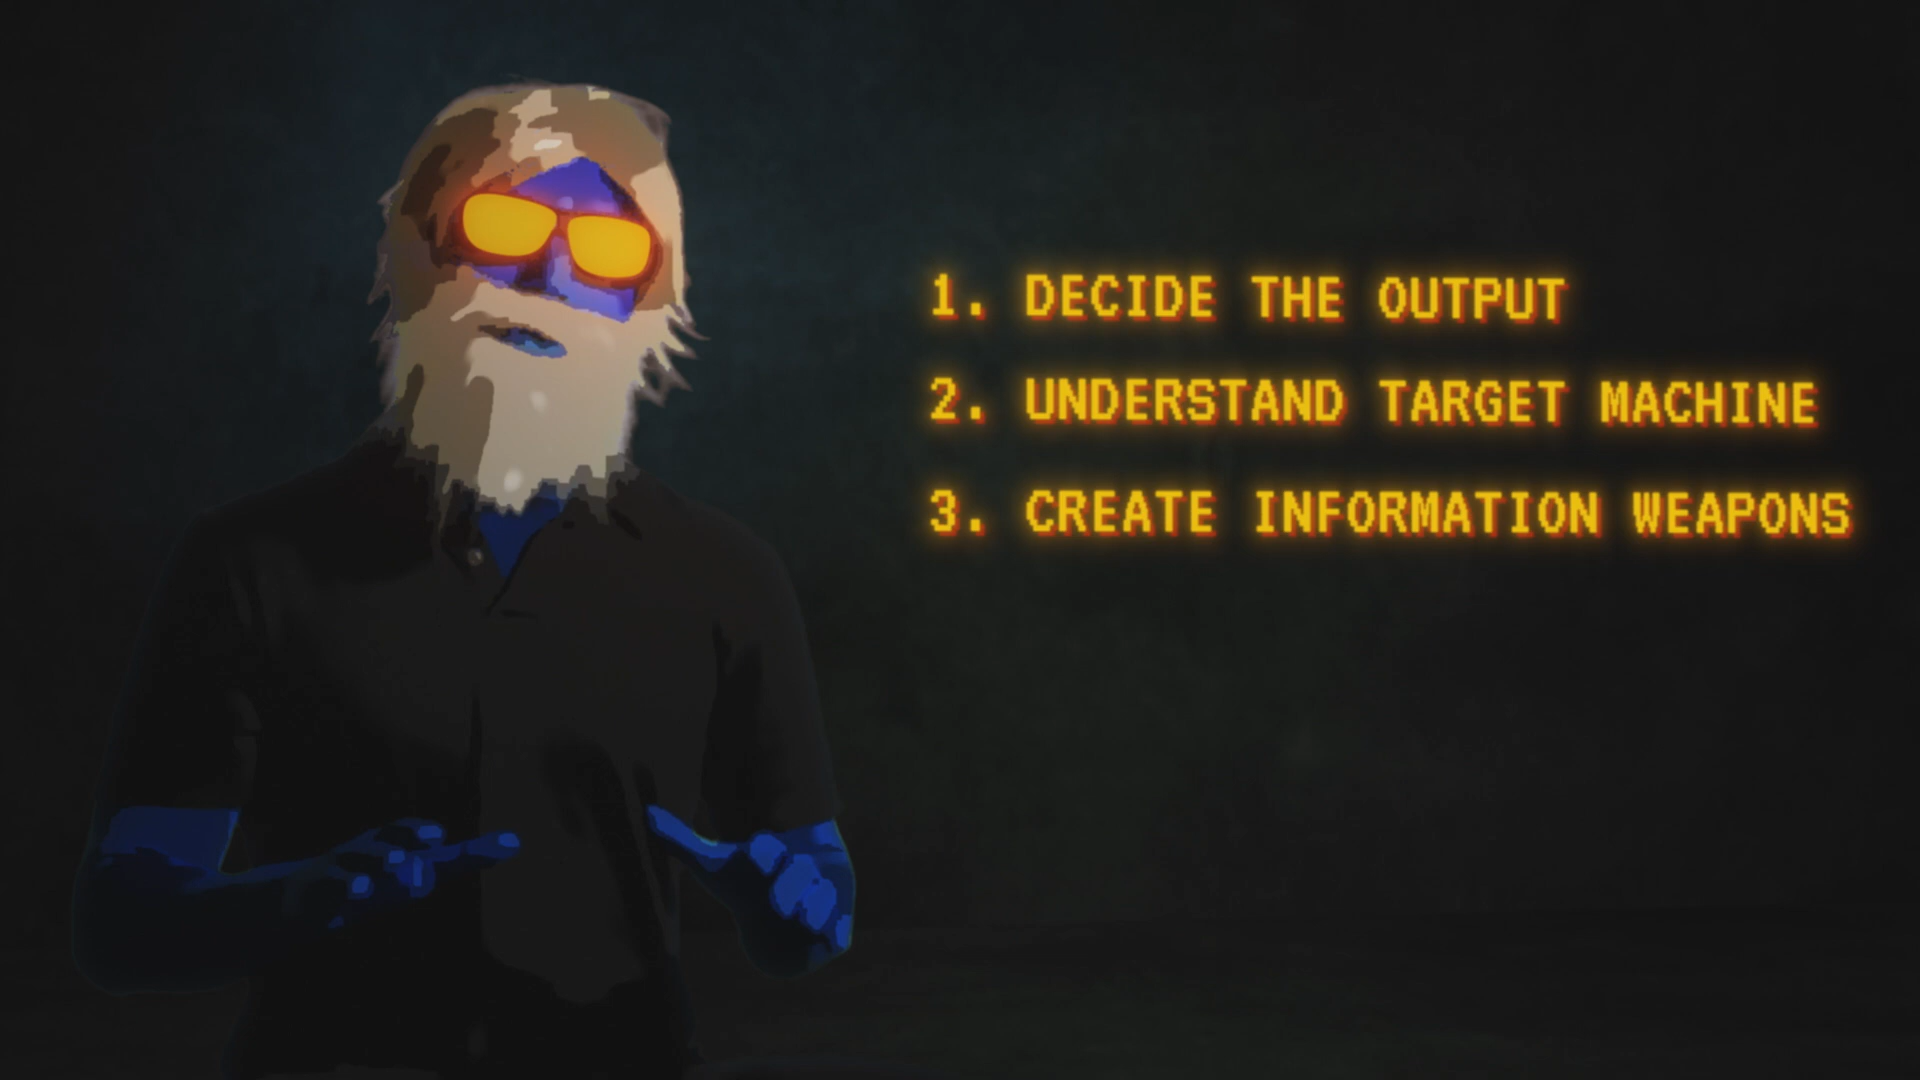 1. DECIDE THE OUTPUT
2. UNDERSTAND TARGET MACHINE
3. CREATE INFORMATION WEAPONS